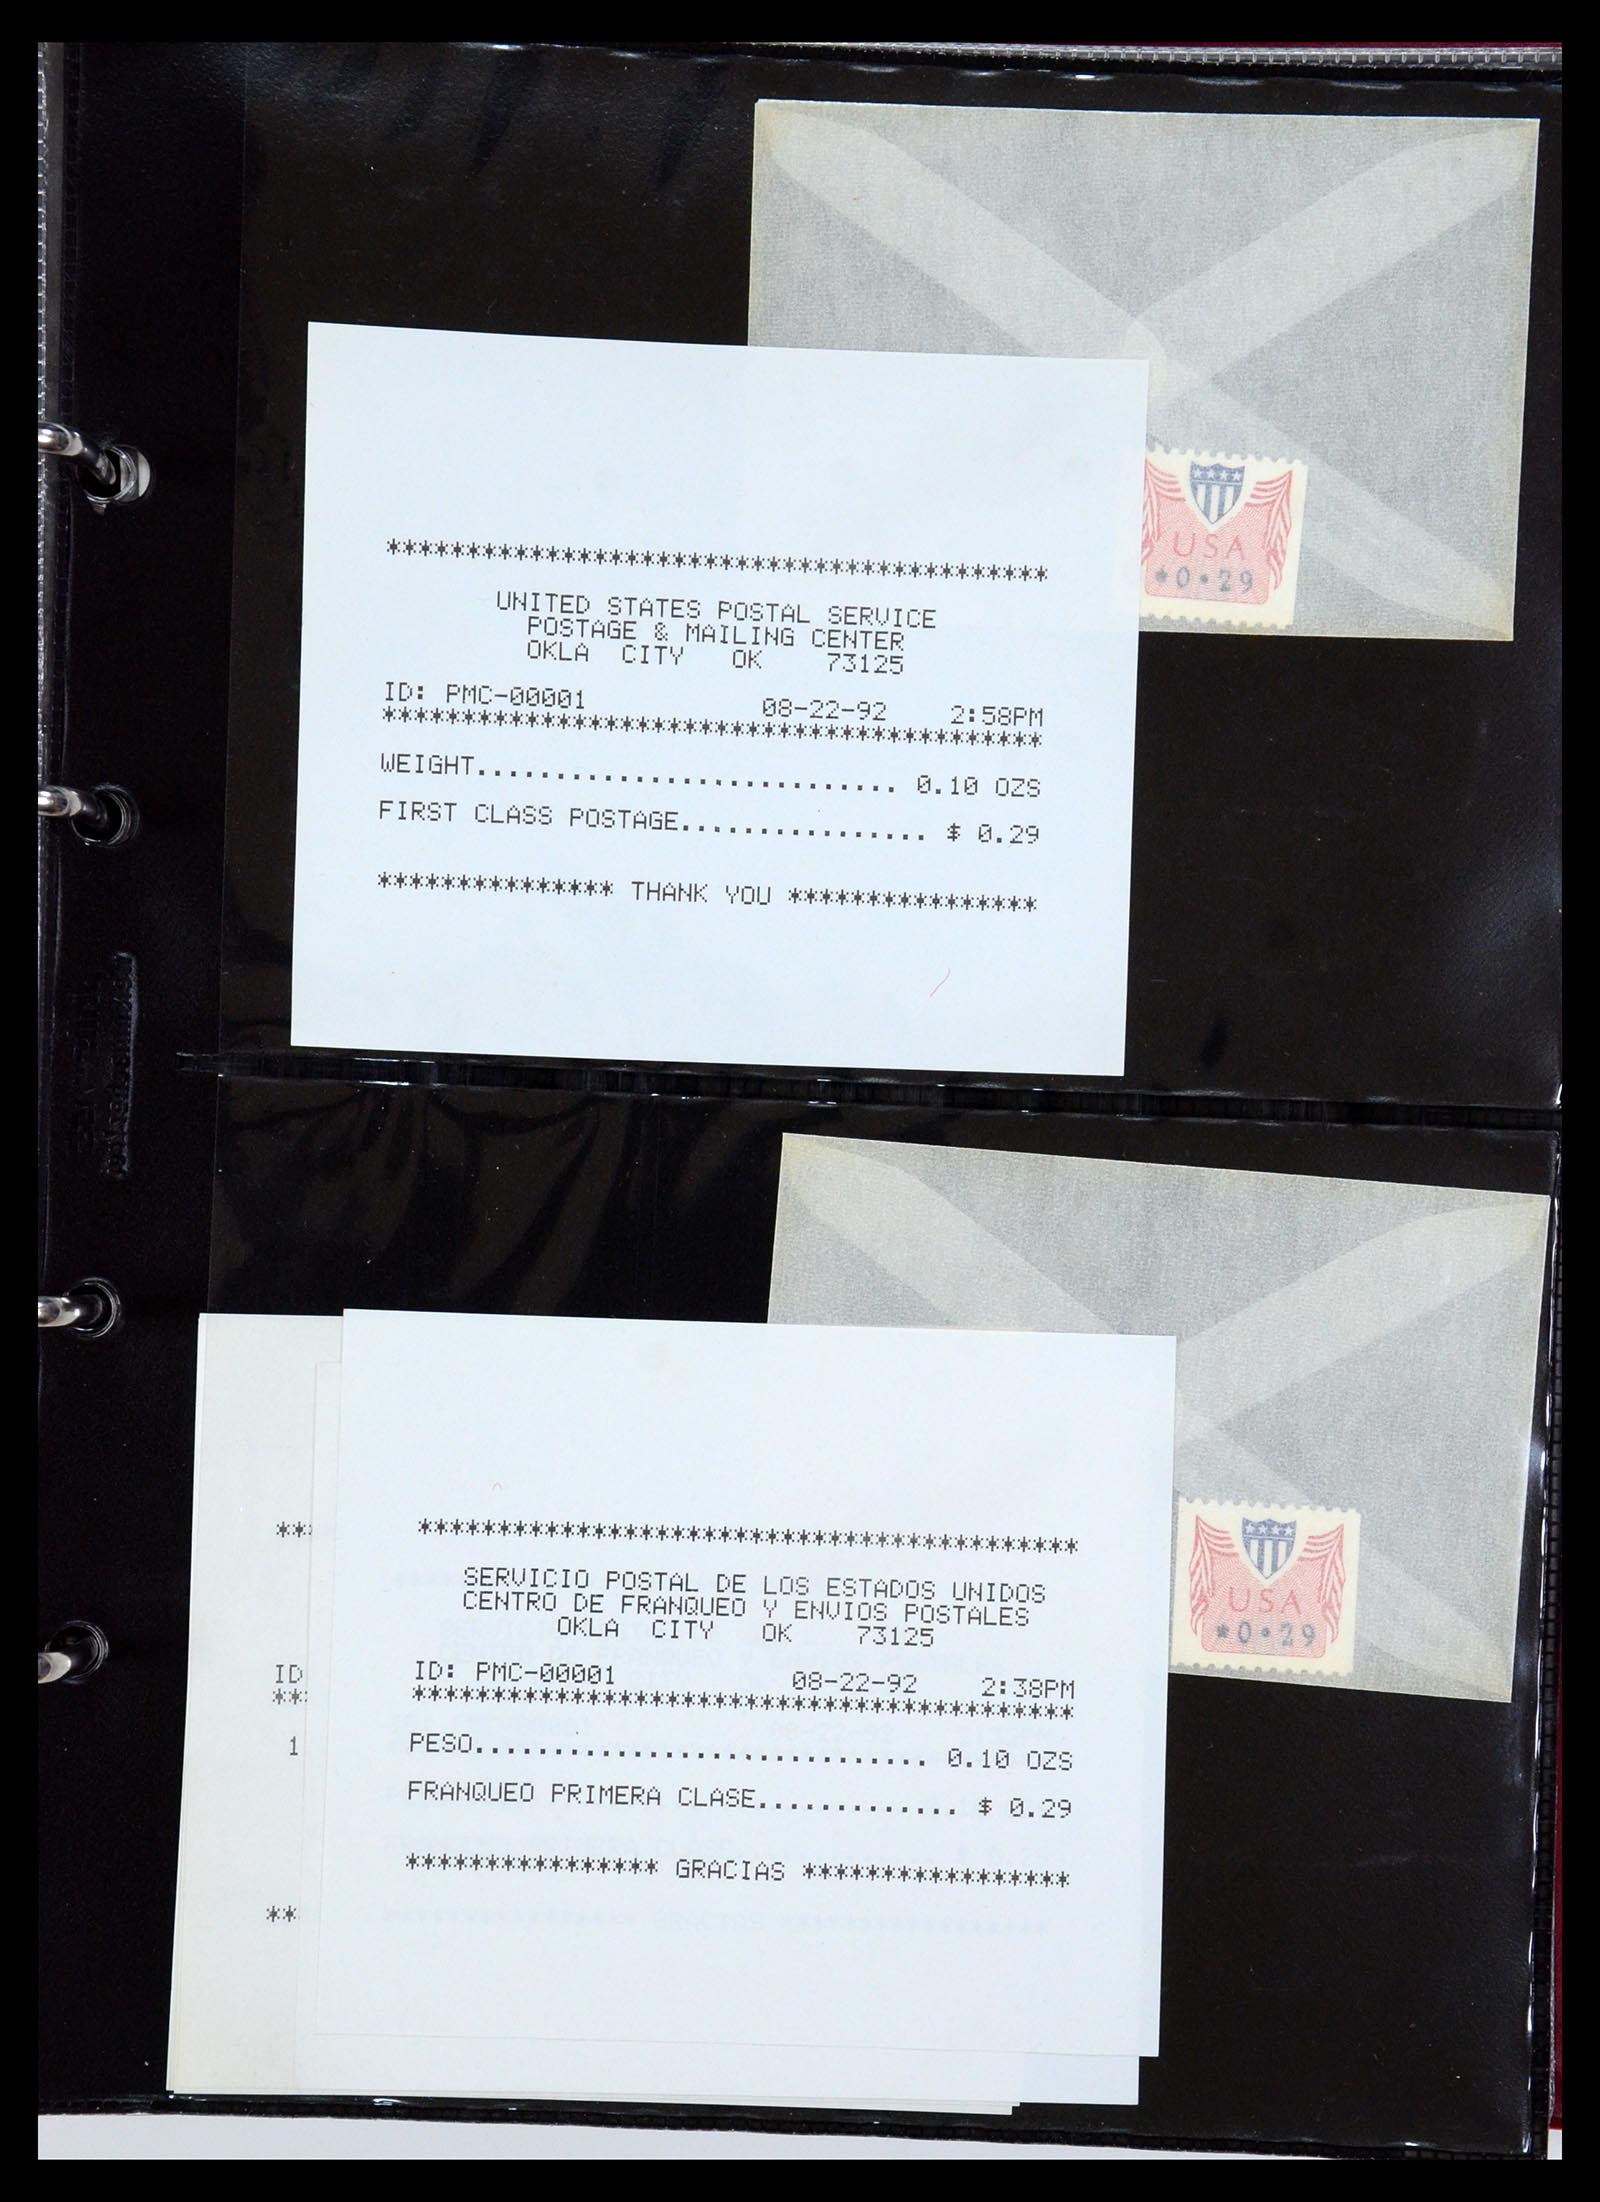 USA
*0•29
*******************************************
UNITED STATES POSTAL SERVICE
POSTAGE & MAILING CENTER
OKLA CITY OK 73125
ID: PMC-00001 08-22-92 2:58PM
*******************************************
WEIGHT........................... 0.10 OZS
FIRST CLASS POSTAGE................ $ 0.29
*************** THANK YOU ****************
USA
*0•29
**
ID
**
1
**
*******************************************
SERVICIO POSTAL DE LOS ESTADOS UNIDOS
CENTRO DE FRANQUEO Y ENVIOS POSTALES
OKLA CITY OK 73125
ID: PMC-00001 08-22-92 2:38PM
*******************************************
PESO............................. 0.10 OZS
FRANQUEO PRIMERA CLASE............. $ 0.29
**************** GRACIAS *****************
GRACIAS